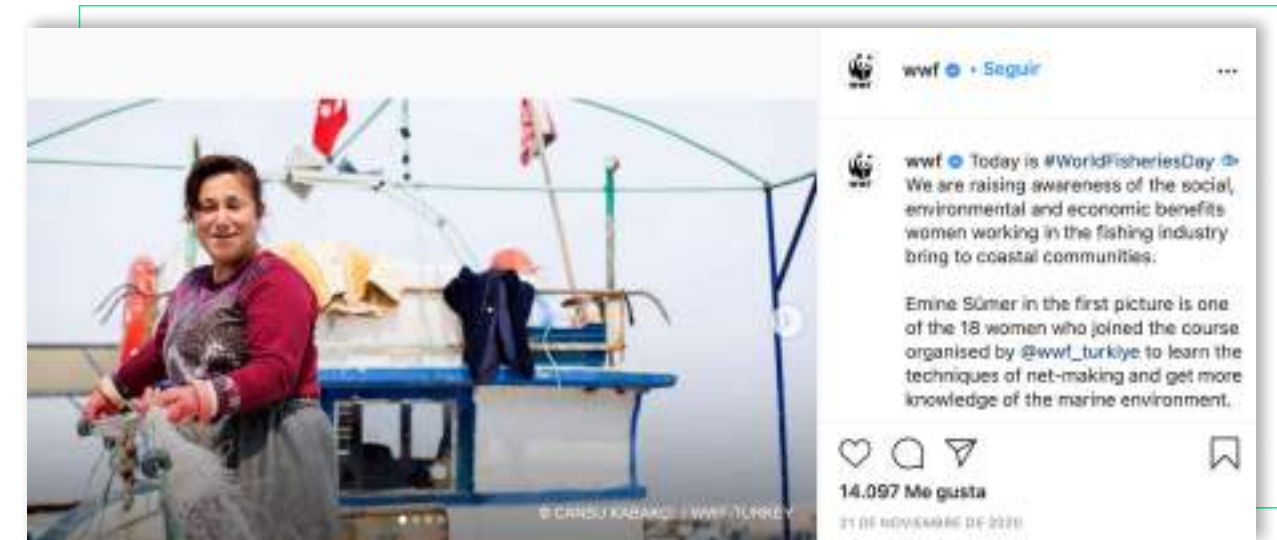 wwf • Seguir
wwf Today is #WorldFisheriesDay
We are raising awareness of the social,
environmental and economic benefits
women working in the fishing industry
bring to coastal communities.
Emine Sümer in the first picture is one
of the 18 women who joined the course
organised by @wwf_turkiye to learn the
techniques of net-making and get more
knowledge of the marine environment.
© CANSU KABAKCI / WWF-TURKEY
14.097 Me gusta
21 DE NOVIEMBRE DE 2020